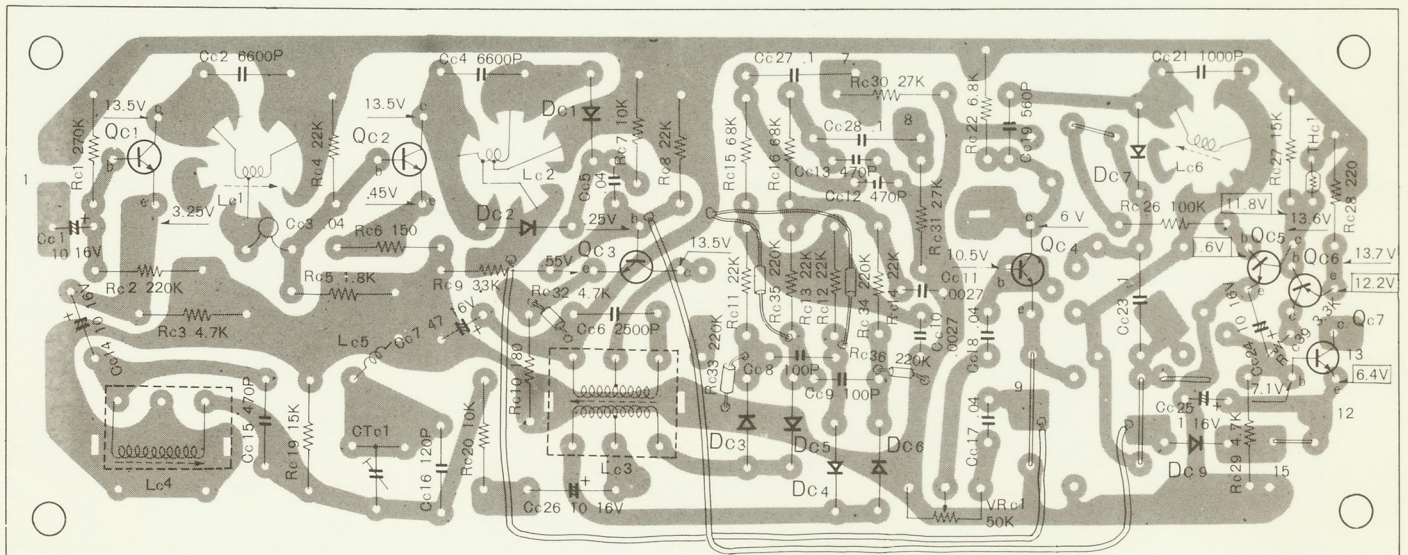 Cc2 6600P
Cc4 6600P
Cc27 .1
7
Cc21 1000P
Rc30 27K
Dc1
13.5V
c
13.5V
c
Rc22 6.8K
Cc19 560P
Qc1
Qc2
Rc1 270K
Rc4 22K
Rc7 10K
Rc8 22K
Rc15 68K
Rc16 68K
Cc28 .1
8
Cc13 470P
Cc12 470P
Dc7
Lc6
Rc27 15K
Rc28 220
b
b
1
e
e
Lc1
Lc2
Cc5 .04
3.25V
.45V
Cc3 .04
Dc2
.25V
b
Rc31 27K
6 V
c
Rc26 100K
11.8V
13.6V
Cc1
10 16V
Rc6 150
Qc3
13.5V
Qc4
1.6V
b
Qc5
c
Qc6
13.7V
10.5V
b
e
Rc2 220K
Rc9 33K
.55V
e
c
Rc11 22K
Rc35 220K
Rc13 22K
Rc12 22K
Rc34 220K
Rc14 22K
Cc11
.0027
12.2V
Rc32 4.7K
Cc14 10 16V
Rc3 4.7K
Lc5
Cc7 47 16V
Cc6 2500P
Cc10
.0027
Cc18 .04
Cc23 .1
Cc24 10 16V
3.3K
Qc7
c
Rc10
Rc33 220K
Cc8 100P
Rc36
220K
13
b
6.4V
Cc9 100P
9
7.1V
e
Cc15 470P
Rc19 15K
CTc1
Cc16 120P
Rc20 10K
Lc3
Dc3
Dc5
Dc6
Cc17 .04
Cc25
1 16V
12
Dc9
Rc29 4.7K
Lc4
Dc4
15
Cc26 10 16V
VRc1
50K